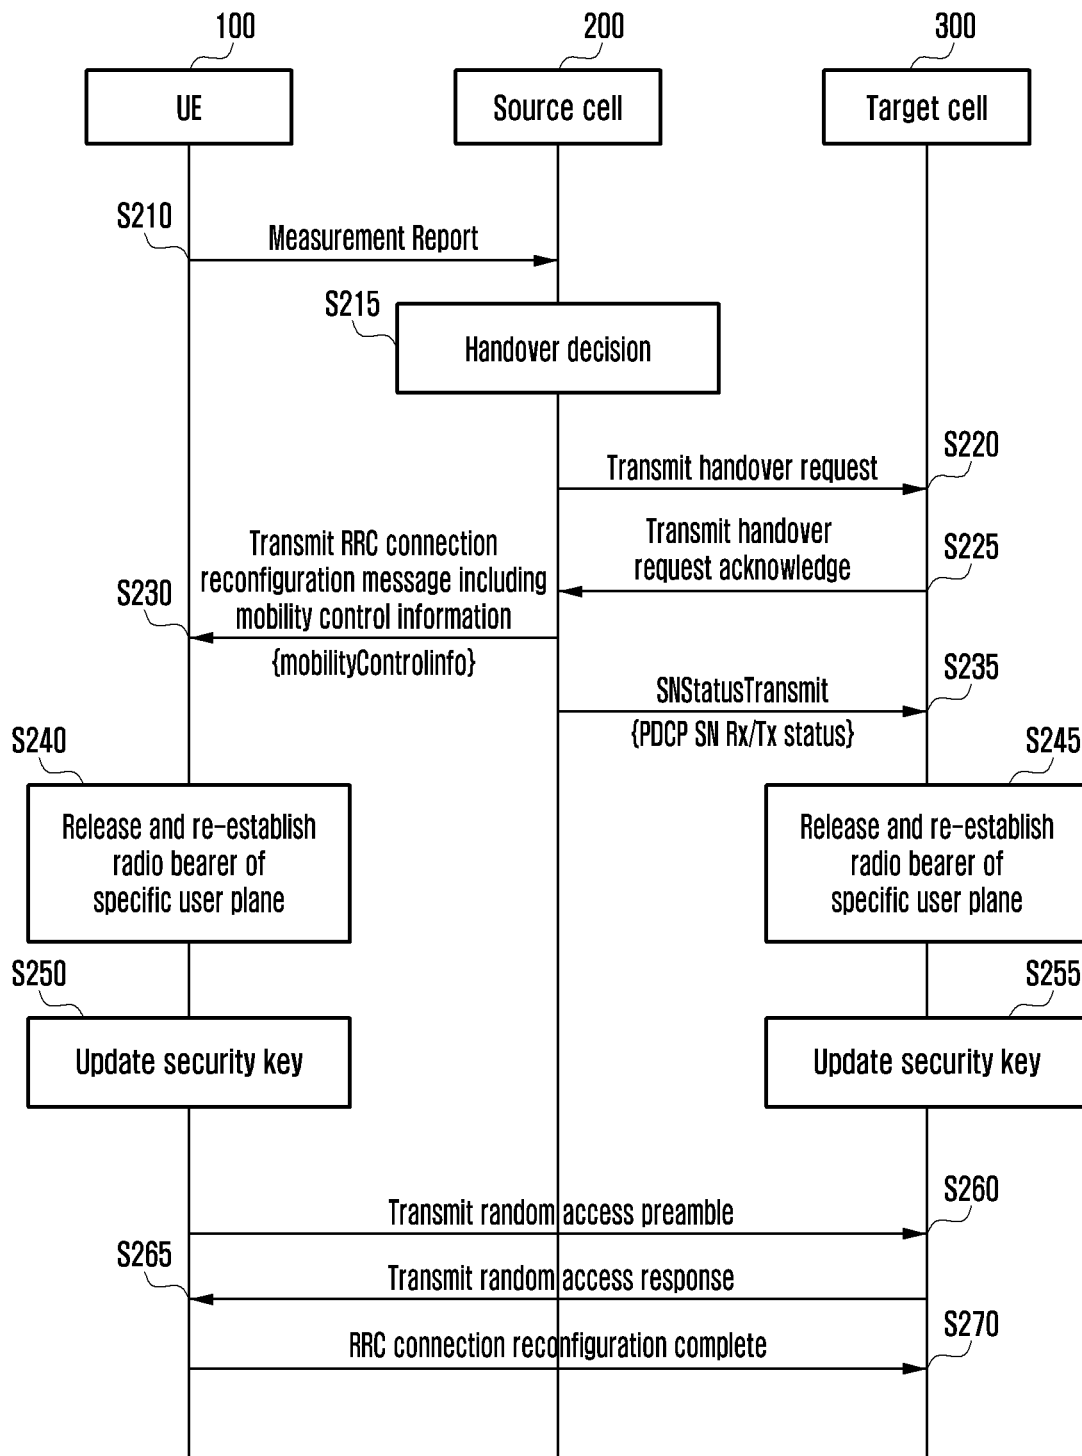 100
200
300
UE
Source cell
Target cell
S210
Measurement Report
S215
Handover decision
S220
Transmit handover request
Transmit handover
request acknowledge
S225
Transmit RRC connection
reconfiguration message including
mobility control information
S230
{mobilityControlinfo}
S235
SNStatusTransmit
{PDCP SN Rx/Tx status}
S240
S245
Release and re-establish
radio bearer of
specific user plane
Release and re-establish
radio bearer of
specific user plane
S250
S255
Update security key
Update security key
S260
Transmit random access preamble
S265
Transmit random access response
S270
RRC connection reconfiguration complete